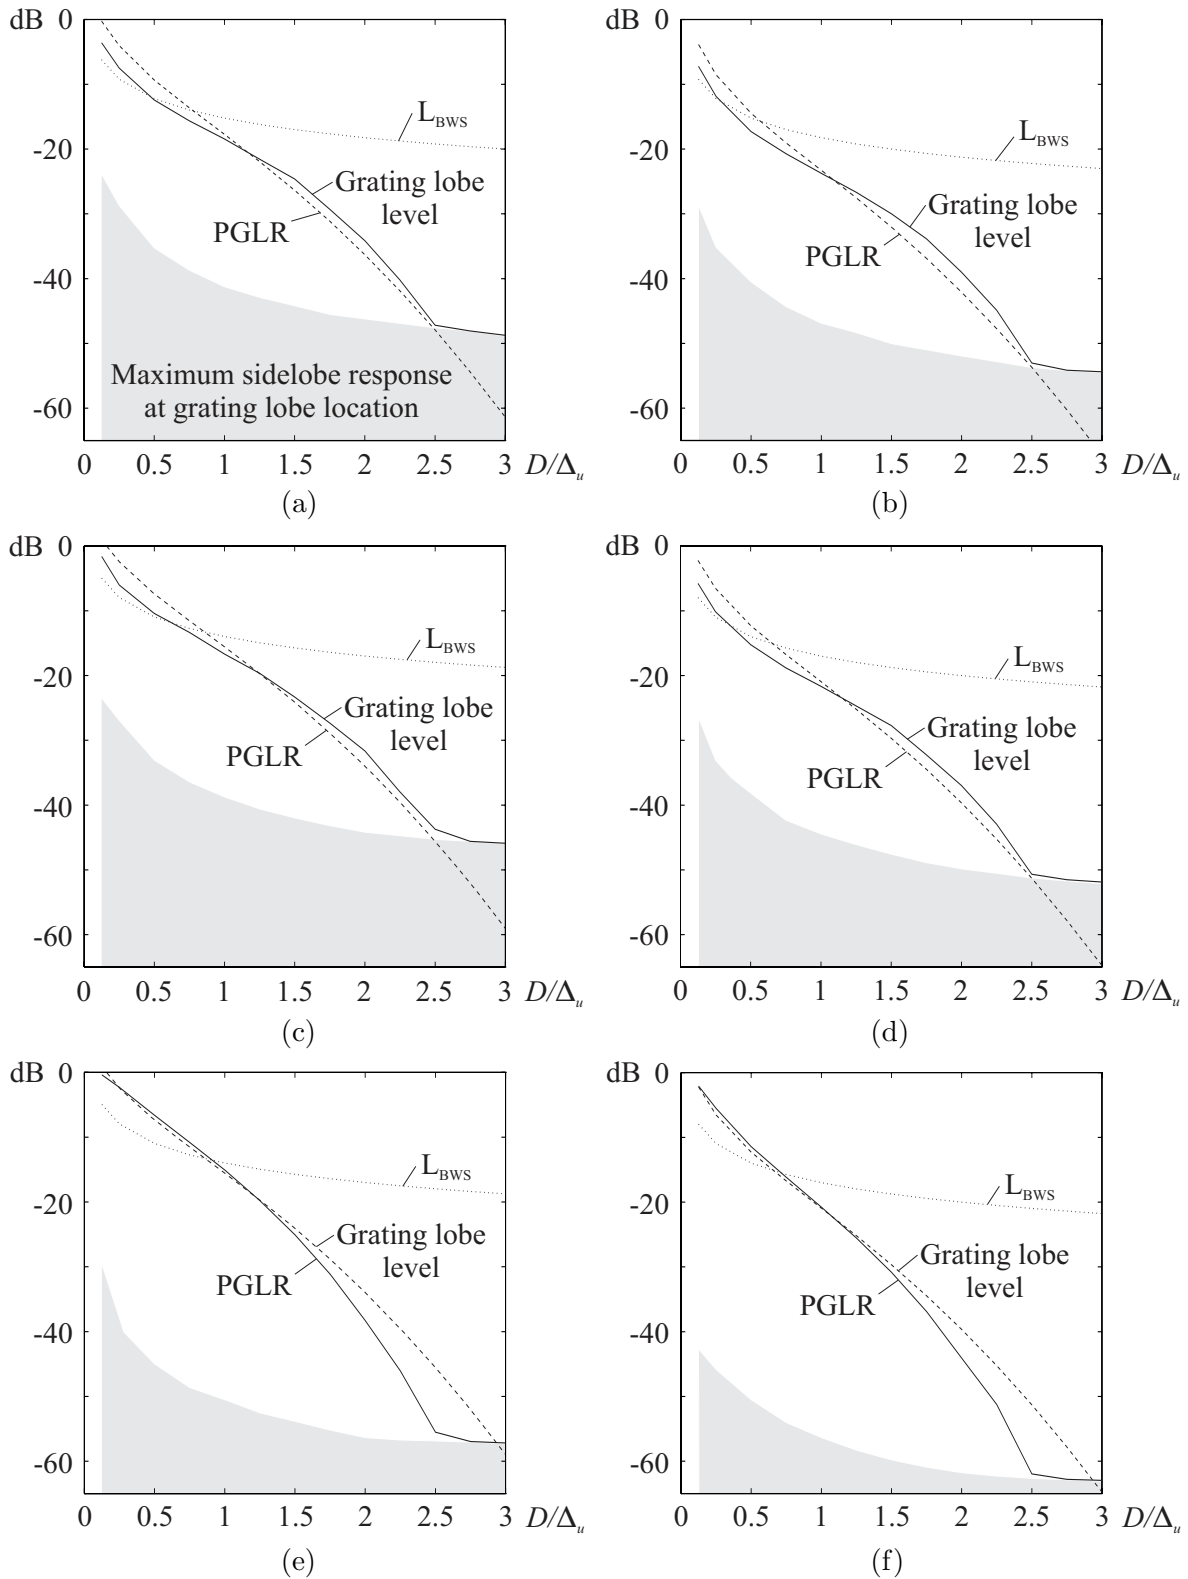 dB 0
-20
-40
-60
L_BWS
Grating lobe
level
PGLR
Maximum sidelobe response
at grating lobe location
0 0.5 1 1.5 2 2.5 3 D/Δ_u
(a)
dB 0
-20
-40
-60
L_BWS
Grating lobe
level
PGLR
0 0.5 1 1.5 2 2.5 3 D/Δ_u
(b)
dB 0
-20
-40
-60
L_BWS
Grating lobe
level
PGLR
0 0.5 1 1.5 2 2.5 3 D/Δ_u
(c)
dB 0
-20
-40
-60
L_BWS
Grating lobe
level
PGLR
0 0.5 1 1.5 2 2.5 3 D/Δ_u
(d)
dB 0
-20
-40
-60
L_BWS
Grating lobe
level
PGLR
0 0.5 1 1.5 2 2.5 3 D/Δ_u
(e)
dB 0
-20
-40
-60
L_BWS
Grating lobe
level
PGLR
0 0.5 1 1.5 2 2.5 3 D/Δ_u
(f)